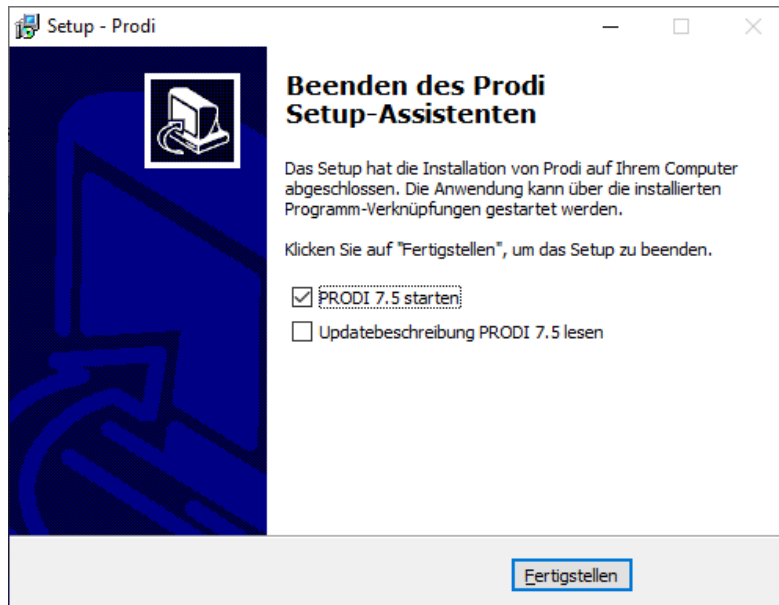 Setup - Prodi
Beenden des Prodi
Setup-Assistenten
Das Setup hat die Installation von Prodi auf Ihrem Computer
abgeschlossen. Die Anwendung kann über die installierten
Programm-Verknüpfungen gestartet werden.
Klicken Sie auf "Fertigstellen", um das Setup zu beenden.
PRODI 7.5 starten
Updatebeschreibung PRODI 7.5 lesen
Fertigstellen